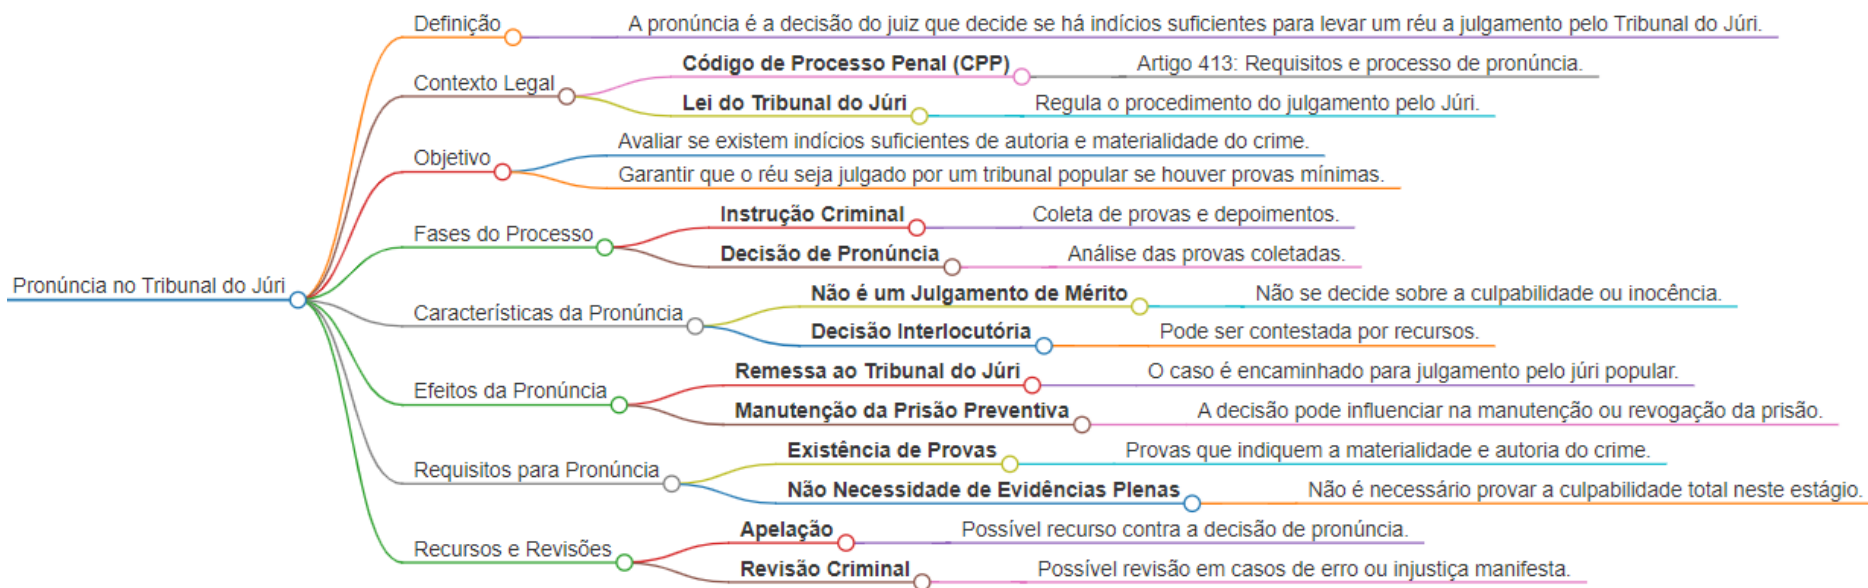 Pronúncia no Tribunal do Júri
Definição
A pronúncia é a decisão do juiz que decide se há indícios suficientes para levar um réu a julgamento pelo Tribunal do Júri.
Contexto Legal
Código de Processo Penal (CPP)
Artigo 413: Requisitos e processo de pronúncia.
Lei do Tribunal do Júri
Regula o procedimento do julgamento pelo Júri.
Objetivo
Avaliar se existem indícios suficientes de autoria e materialidade do crime.
Garantir que o réu seja julgado por um tribunal popular se houver provas mínimas.
Fases do Processo
Instrução Criminal
Coleta de provas e depoimentos.
Decisão de Pronúncia
Análise das provas coletadas.
Características da Pronúncia
Não é um Julgamento de Mérito
Não se decide sobre a culpabilidade ou inocência.
Decisão Interlocutória
Pode ser contestada por recursos.
Efeitos da Pronúncia
Remessa ao Tribunal do Júri
O caso é encaminhado para julgamento pelo júri popular.
Manutenção da Prisão Preventiva
A decisão pode influenciar na manutenção ou revogação da prisão.
Requisitos para Pronúncia
Existência de Provas
Provas que indiquem a materialidade e autoria do crime.
Não Necessidade de Evidências Plenas
Não é necessário provar a culpabilidade total neste estágio.
Recursos e Revisões
Apelação
Possível recurso contra a decisão de pronúncia.
Revisão Criminal
Possível revisão em casos de erro ou injustiça manifesta.